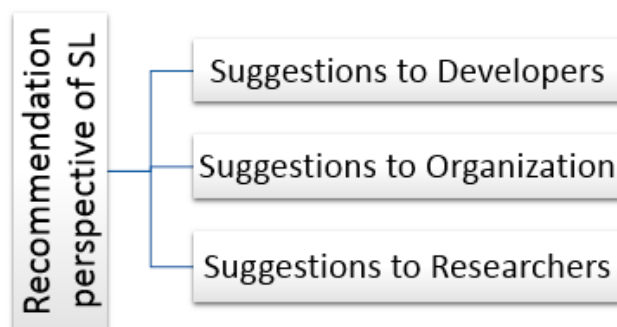 Recommendation
perspective of SL
Suggestions to Developers
Suggestions to Organization
Suggestions to Researchers